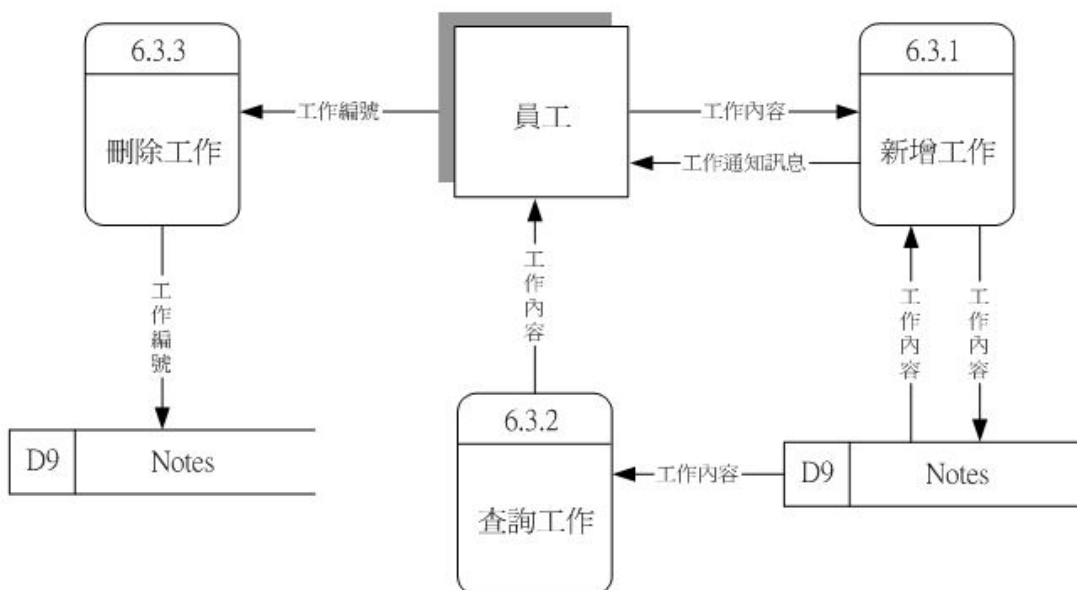 6.3.3
刪除工作
工作編號
員工
工作內容
工作通知訊息
6.3.1
新增工作
工作編號
工作內容
工作內容
工作內容
D9
Notes
6.3.2
查詢工作
工作內容
D9
Notes